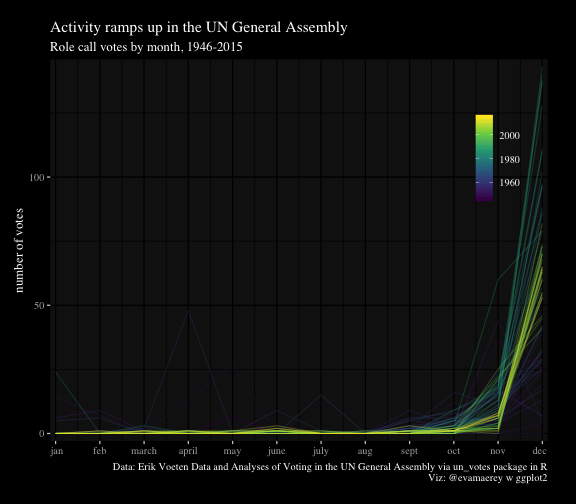 Activity ramps up in the UN General Assembly
Role call votes by month, 1946-2015
number of votes
100
50
0
2000
1980
1960
jan feb march april may june july aug sept oct nov dec
Data: Erik Voeten Data and Analyses of Voting in the UN General Assembly via un_votes package in R
Viz: @evamaerey w ggplot2